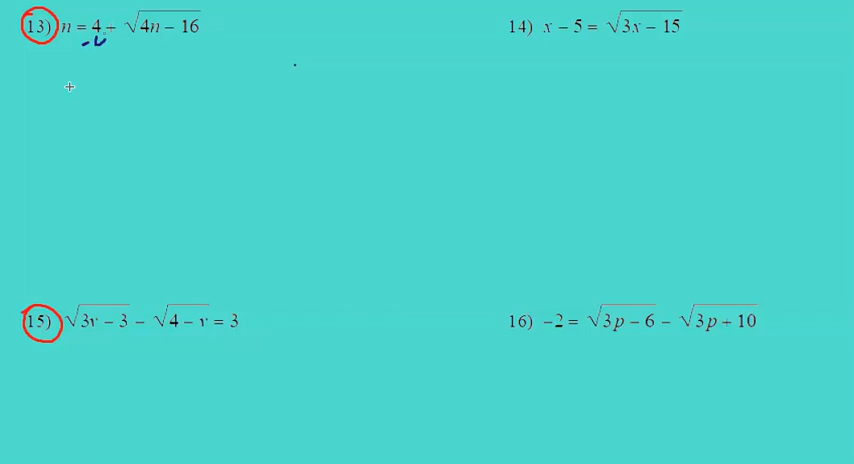 13) n = 4 + √4n − 16
14) x − 5 = √3x − 15
15) √3v − 3 − √4 − v = 3
16) −2 = √3p − 6 − √3p + 10